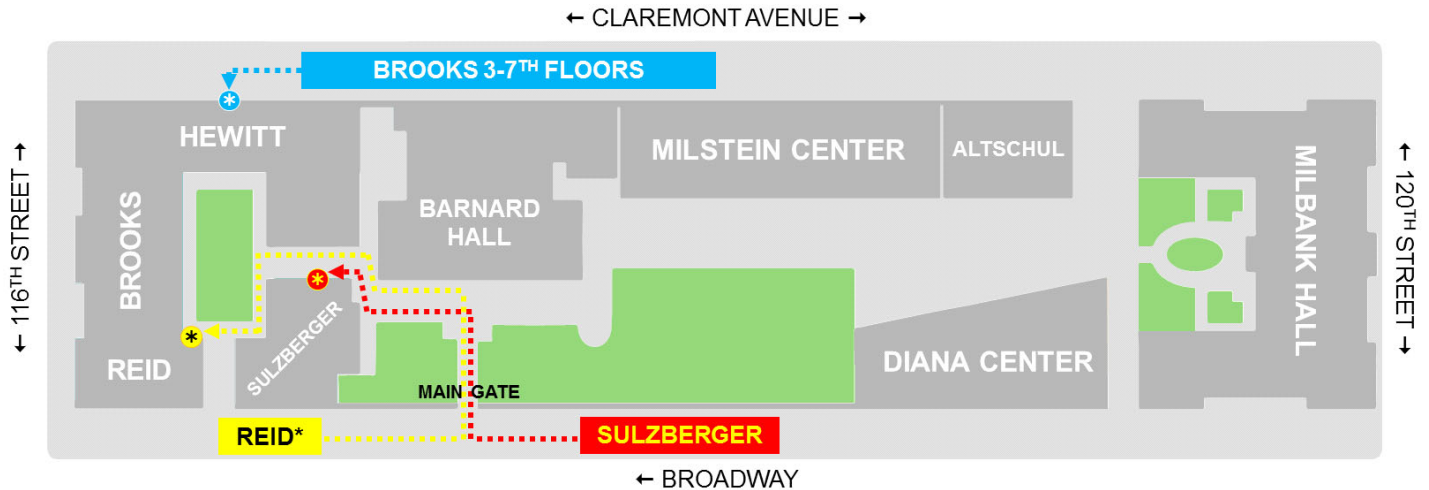 ← CLAREMONT AVENUE →
BROOKS 3-7TH FLOORS
HEWITT
MILSTEIN CENTER
ALTSCHUL
BARNARD
HALL
BROOKS
← 116TH STREET →
MILBANK HALL
← 120TH STREET →
SULZBERGER
REID
DIANA CENTER
MAIN GATE
REID*
SULZBERGER
← BROADWAY